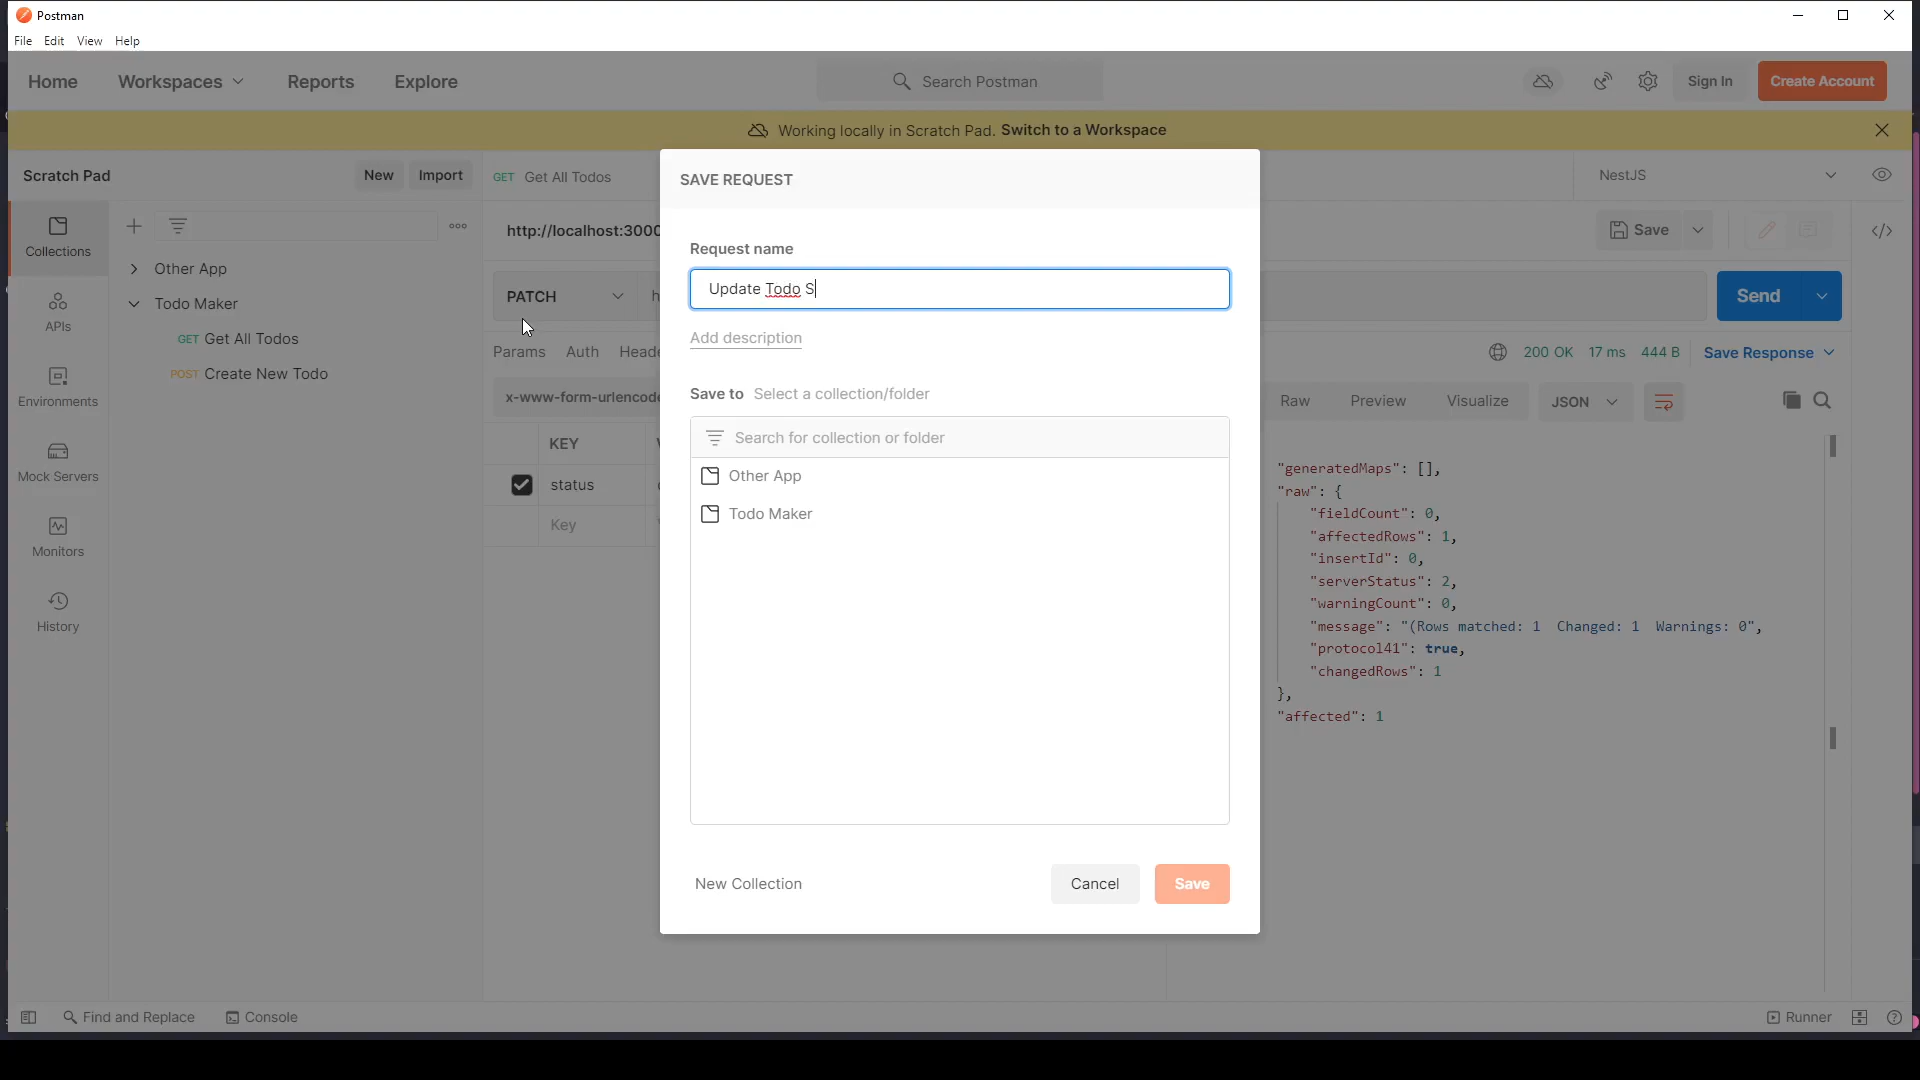 Postman
File Edit View Help
Home Workspaces Reports Explore Search Postman Sign In Create Account
Working locally in Scratch Pad. Switch to a Workspace
Scratch Pad New Import GET Get All Todos NestJS
SAVE REQUEST
Collections
http://localhost:3000 Save
Request name
Other App
Update Todo S
Todo Maker
PATCH Send
APIs
GET Get All Todos
Add description
Params Auth Heade 200 OK 17 ms 444 B Save Response
POST Create New Todo
Environments
Save to Select a collection/folder
x-www-form-urlencode Raw Preview Visualize JSON
KEY
Search for collection or folder
Mock Servers
status
Other App
"generatedMaps": [],
"raw": {
Key
Todo Maker
"fieldCount": 0,
"affectedRows": 1,
Monitors
"insertId": 0,
"serverStatus": 2,
"warningCount": 0,
History
"message": "(Rows matched: 1 Changed: 1 Warnings: 0",
"protocol41": true,
"changedRows": 1
},
"affected": 1
New Collection Cancel Save
Find and Replace Console Runner